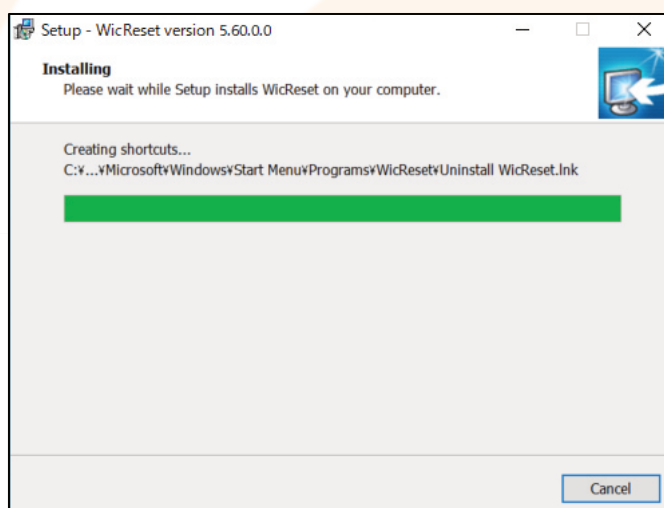 Setup - WicReset version 5.60.0.0
Installing
Please wait while Setup installs WicReset on your computer.
Creating shortcuts...
C:¥...¥Microsoft¥Windows¥Start Menu¥Programs¥WicReset¥Uninstall WicReset.lnk
Cancel